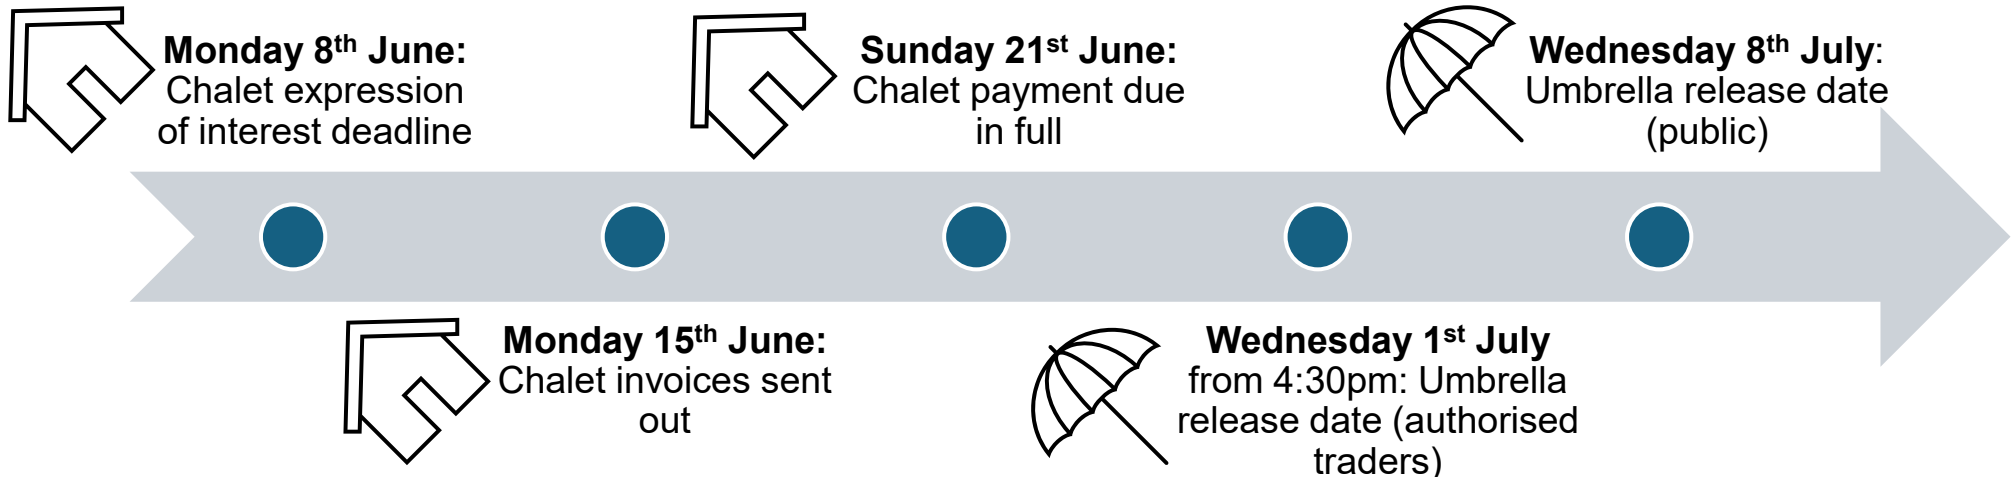 Monday 8th June:
Chalet expression
of interest deadline
Monday 15th June:
Chalet invoices sent
out
Sunday 21st June:
Chalet payment due
in full
Wednesday 1st July
from 4:30pm: Umbrella
release date (authorised
traders)
Wednesday 8th July:
Umbrella release date
(public)